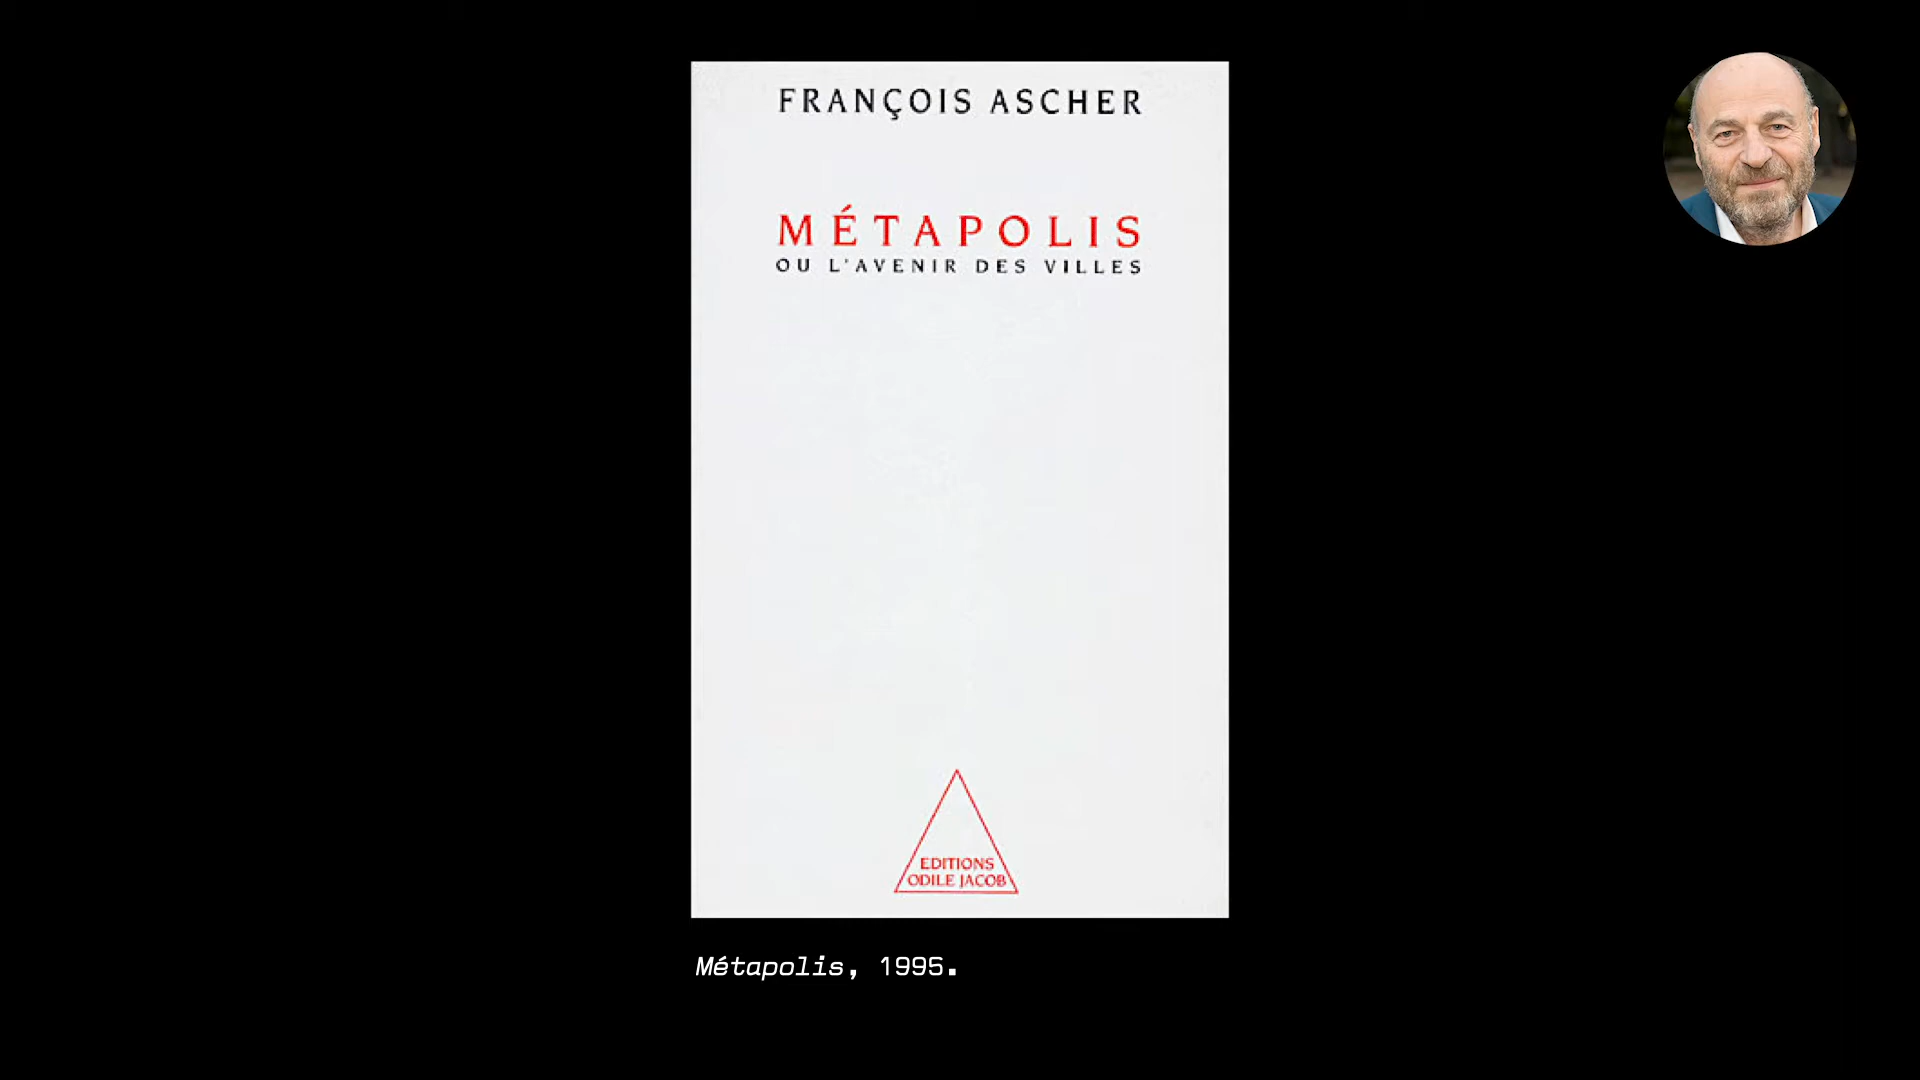 FRANÇOIS ASCHER
MÉTAPOLIS
OU L'AVENIR DES VILLES
EDITIONS
ODILE JACOB
Métapolis, 1995.